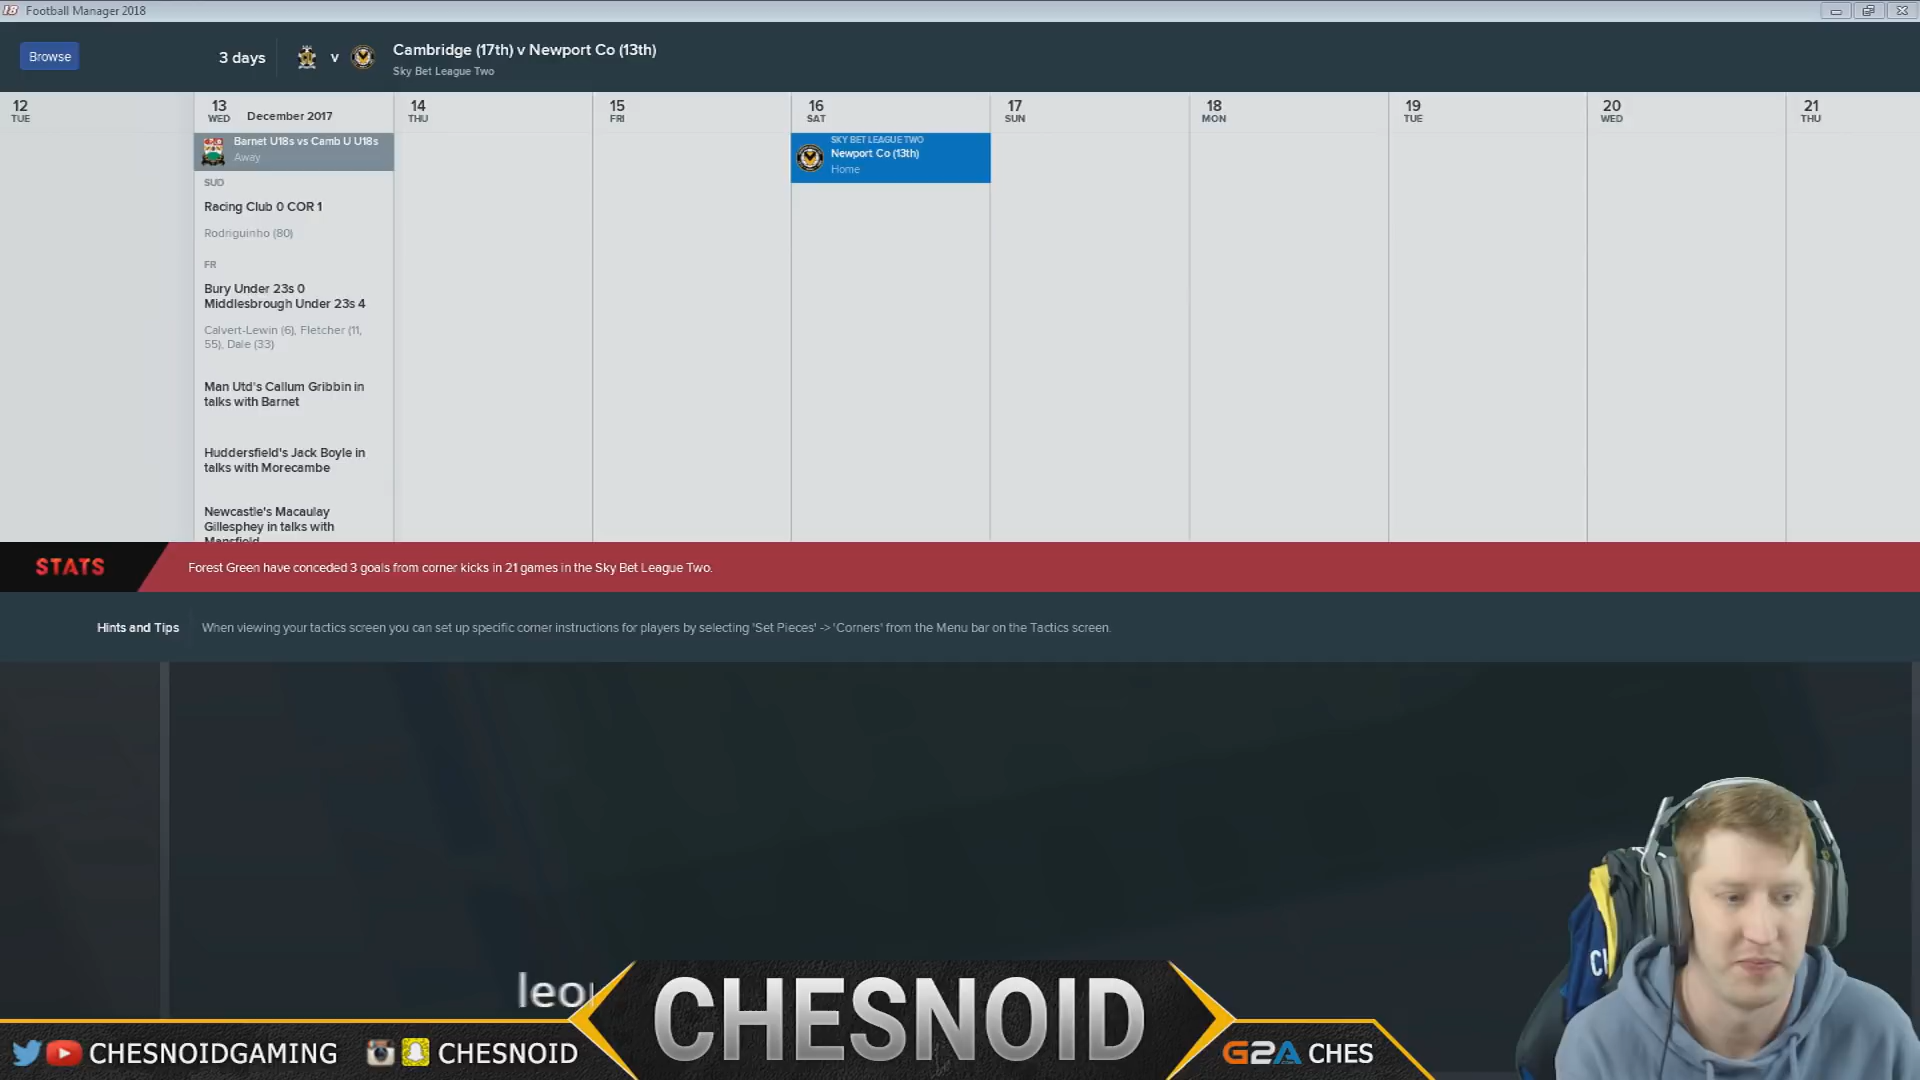 Football Manager 2018
Browse
3 days
v
Cambridge (17th) v Newport Co (13th)
Sky Bet League Two
12
TUE
13
WED
December 2017
14
THU
15
FRI
16
SAT
17
SUN
18
MON
19
TUE
20
WED
21
THU
Barnet U18s vs Camb U U18s
Away
SKY BET LEAGUE TWO
Newport Co (13th)
Home
SUD
Racing Club 0 COR 1
Rodriguinho (80)
FR
Bury Under 23s 0
Middlesbrough Under 23s 4
Calvert-Lewin (6), Fletcher (11,
55), Dale (33)
Man Utd's Callum Gribbin in
talks with Barnet
Huddersfield's Jack Boyle in
talks with Morecambe
Newcastle's Macaulay
Gillesphey in talks with
Mansfield
STATS
Forest Green have conceded 3 goals from corner kicks in 21 games in the Sky Bet League Two.
Hints and Tips
When viewing your tactics screen you can set up specific corner instructions for players by selecting 'Set Pieces' -> 'Corners' from the Menu bar on the Tactics screen.
CHESNOID
CHESNOIDGAMING
CHESNOID
G2A CHES